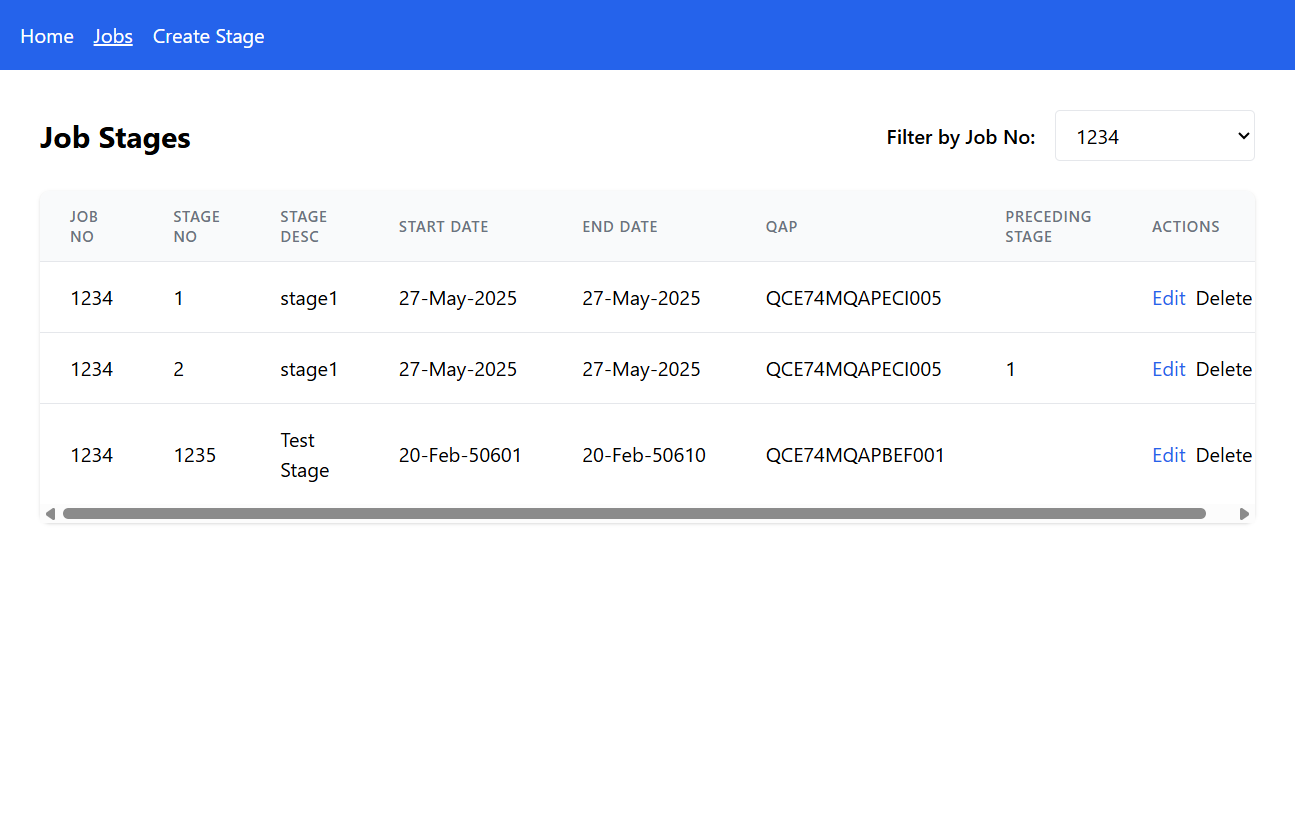 Home Jobs Create Stage
Job Stages Filter by Job No: 1234
JOB NO STAGE NO STAGE DESC START DATE END DATE QAP PRECEDING STAGE ACTIONS
1234 1 stage1 27-May-2025 27-May-2025 QCE74MQAPECI005 Edit Delete
1234 2 stage1 27-May-2025 27-May-2025 QCE74MQAPECI005 1 Edit Delete
1234 1235 Test Stage 20-Feb-50601 20-Feb-50610 QCE74MQAPBEF001 Edit Delete